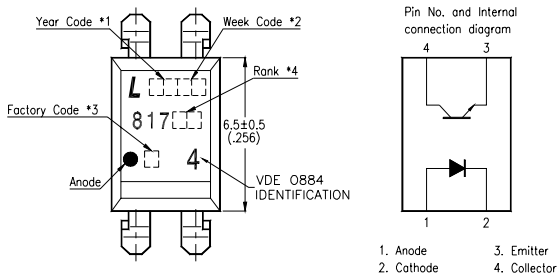 Year Code *1
Week Code *2
Pin No. and Internal
connection diagram
4 3
L
Rank *4
817
Factory Code *3
6.5±0.5
(.256)
4
Anode
VDE 0884
IDENTIFICATION
1 2
1. Anode 3. Emitter
2. Cathode 4. Collector